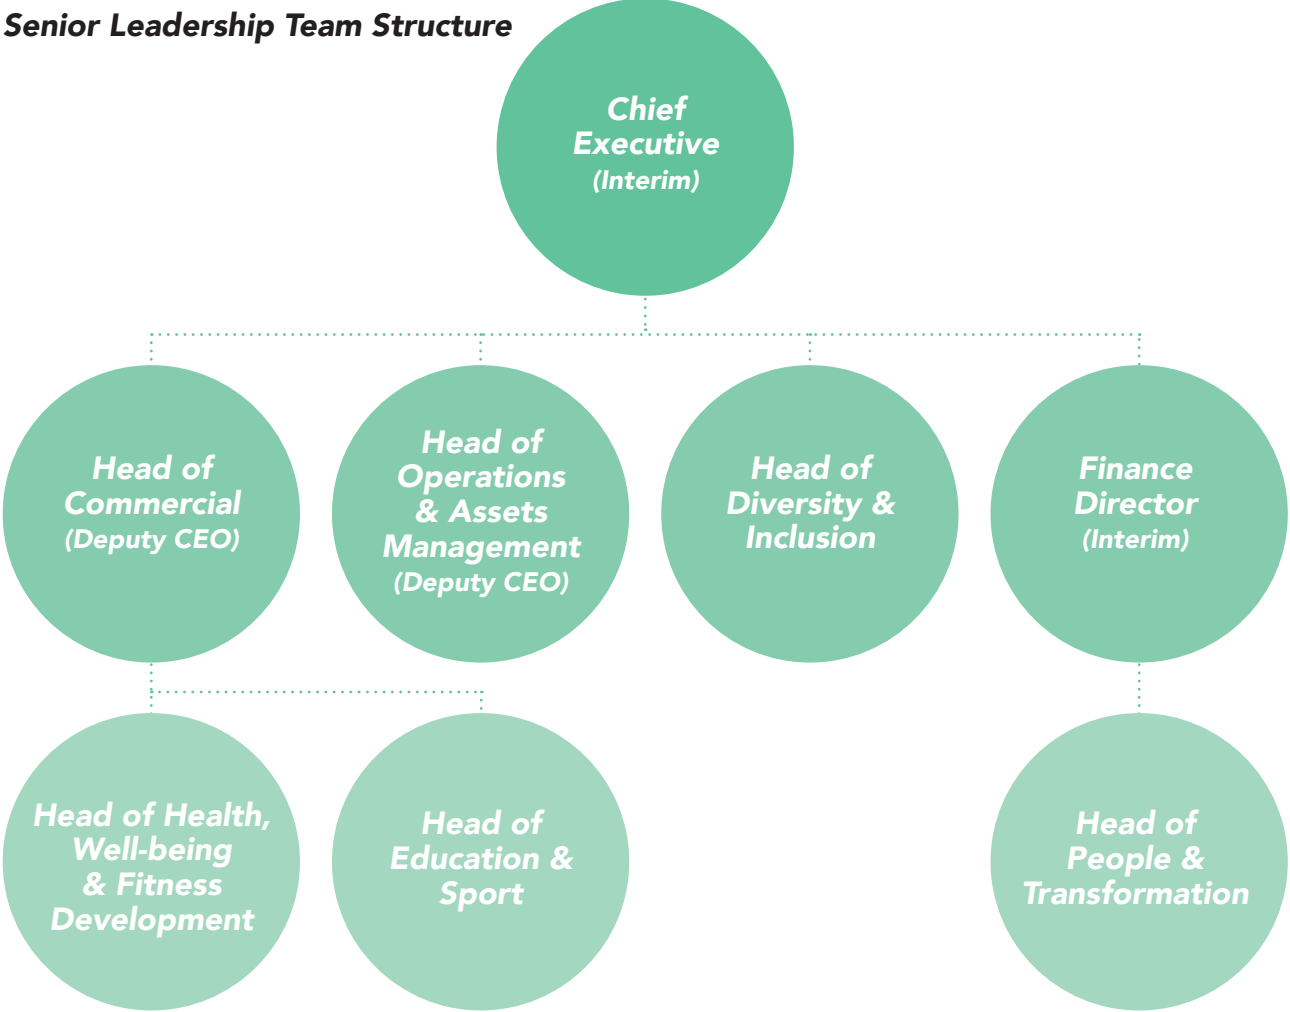 Senior Leadership Team Structure
Chief
Executive
(Interim)
Head of
Commercial
(Deputy CEO)
Head of
Operations
& Assets
Management
(Deputy CEO)
Head of
Diversity &
Inclusion
Finance
Director
(Interim)
Head of Health,
Well-being
& Fitness
Development
Head of
Education &
Sport
Head of
People &
Transformation